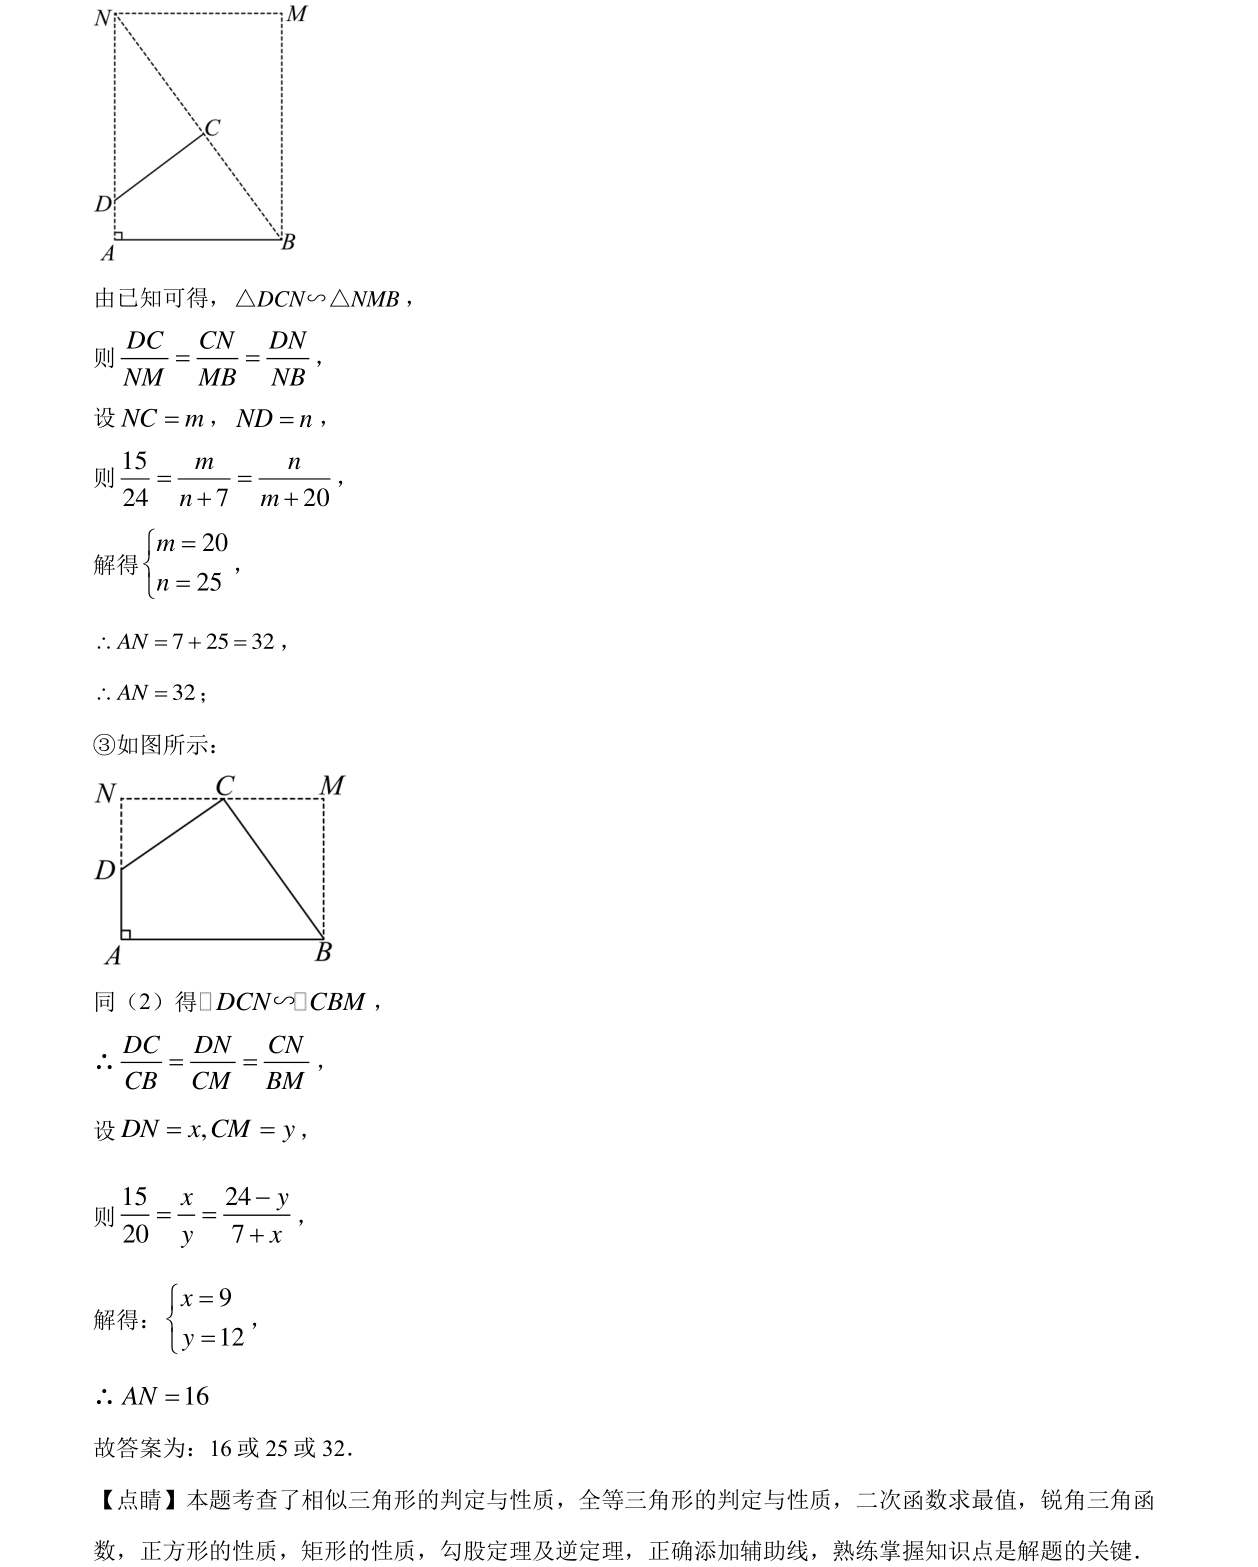 N M
C
D
A B
由已知可得，△DCN∽△NMB，
则 DC/NM = CN/MB = DN/NB，
设 NC = m，ND = n，
则 15/24 = m/(n+7) = n/(m+20)，
解得 { m = 20
n = 25，
∴ AN = 7 + 25 = 32，
∴ AN = 32；
③如图所示：
N C M
D
A B
同（2）得□DCN∽□CBM，
∴ DC/CB = DN/CM = CN/BM，
设 DN = x, CM = y，
则 15/20 = x/y = (24−y)/(7+x)，
解得：{ x = 9
y = 12，
∴ AN = 16
故答案为：16 或 25 或 32．
【点睛】本题考查了相似三角形的判定与性质，全等三角形的判定与性质，二次函数求最值，锐角三角函
数，正方形的性质，矩形的性质，勾股定理及逆定理，正确添加辅助线，熟练掌握知识点是解题的关键．